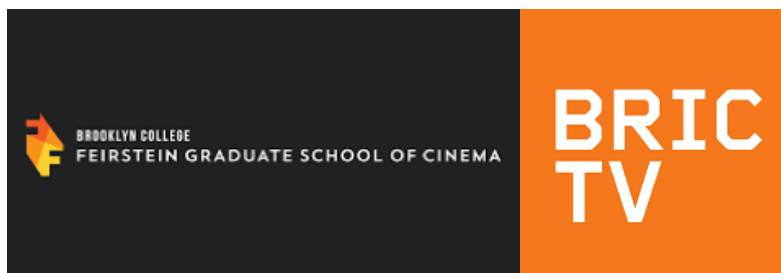 BROOKLYN COLLEGE
FEIRSTEIN GRADUATE SCHOOL OF CINEMA
BRIC
TV